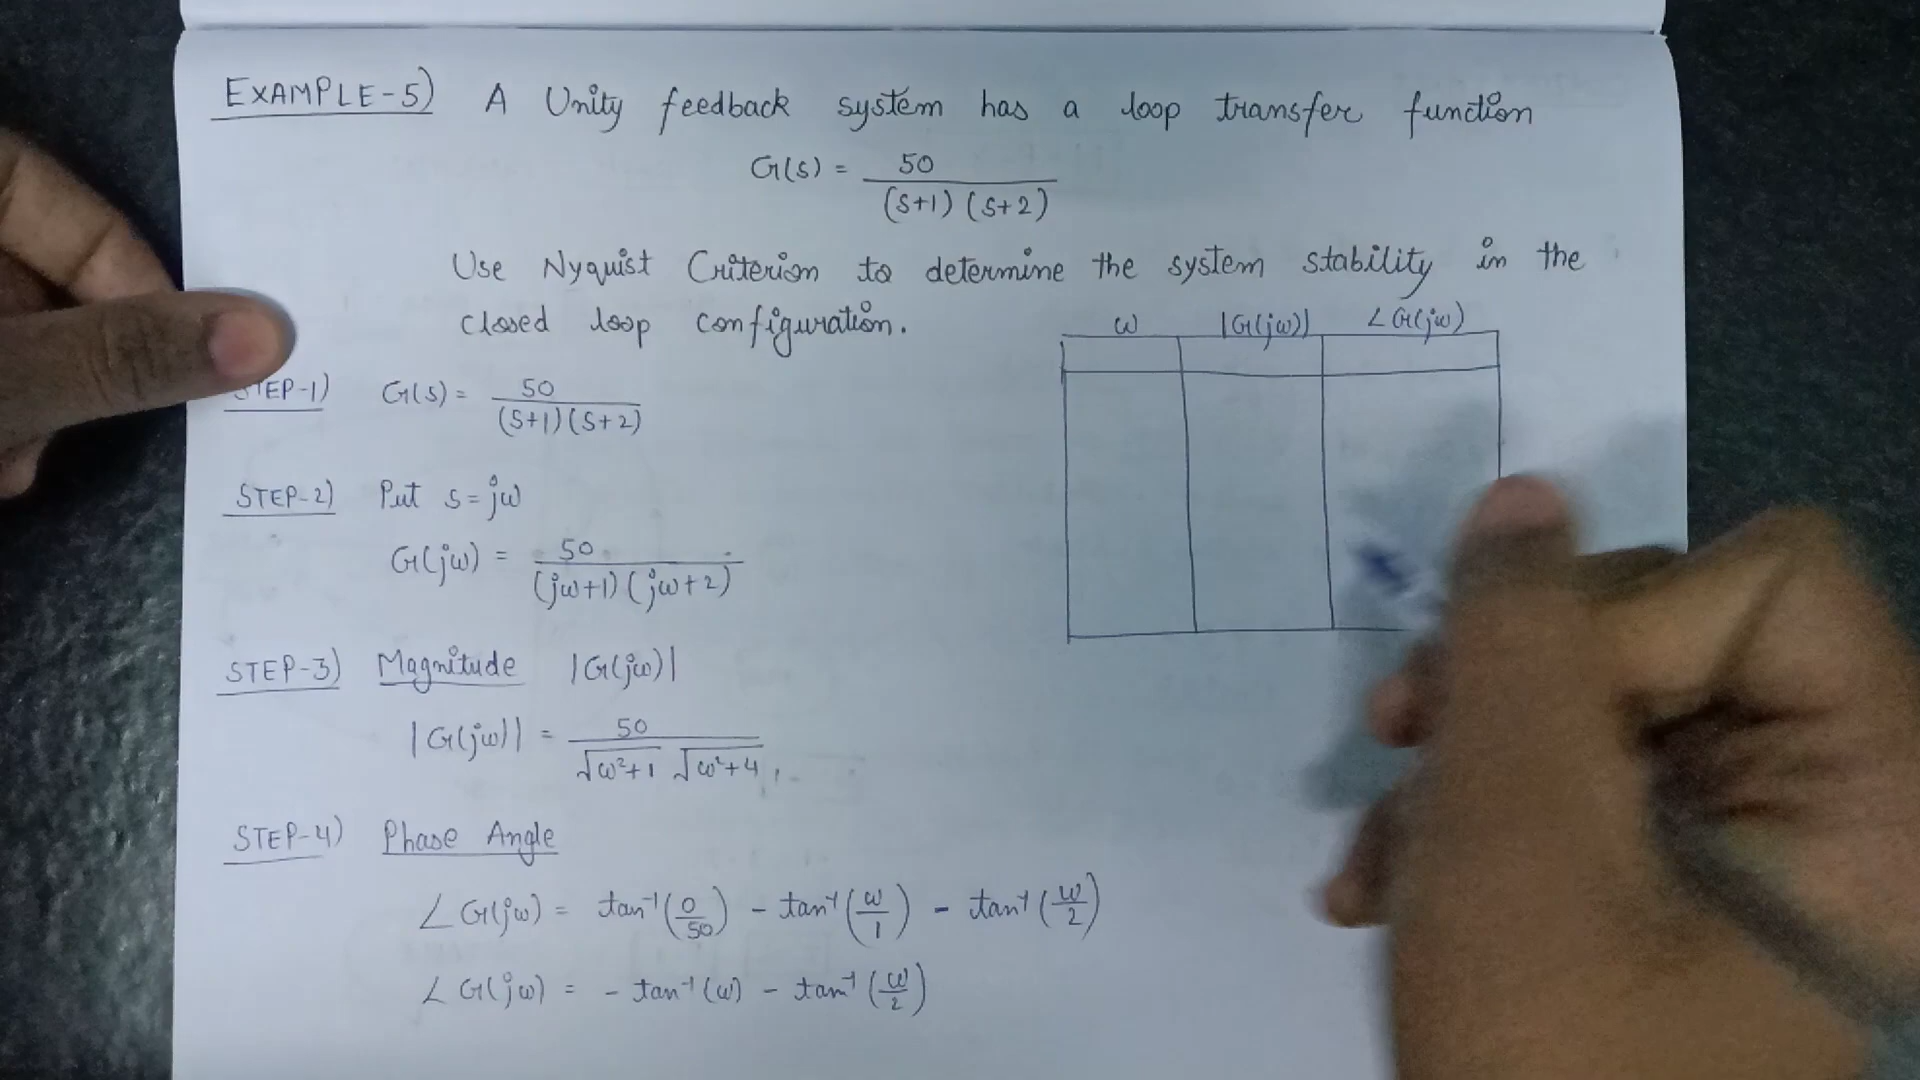 EXAMPLE-5) A Unity feedback system has a loop transfer function
G(s) = 50 / (s+1) (s+2)
Use Nyquist Criterion to determine the system stability in the
closed loop configuration.
ω |G(jω)| ∠G(jω)
STEP-1) G(s) = 50 / (s+1)(s+2)
STEP-2) Put s=jω
G(jω) = 50 / (jω+1) (jω+2)
STEP-3) Magnitude |G(jω)|
|G(jω)| = 50 / √ω²+1 √ω²+4
STEP-4) Phase Angle
∠G(jω) = tan⁻¹(0/50) - tan⁻¹(ω/1) - tan⁻¹(ω/2)
∠G(jω) = - tan⁻¹(ω) - tan⁻¹(ω/2)